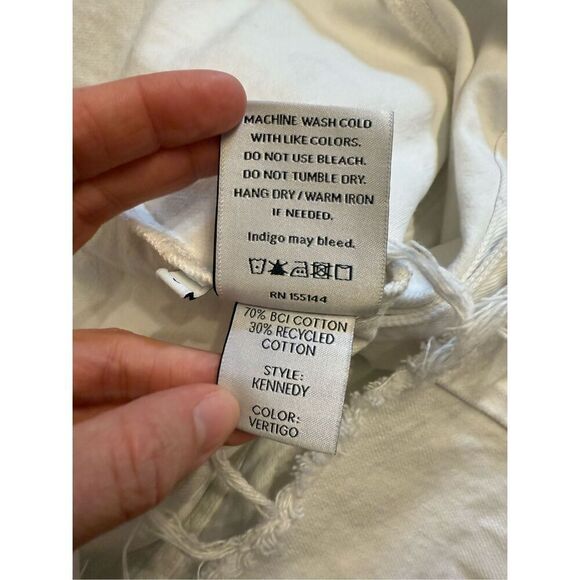 MACHINE WASH COLD
WITH LIKE COLORS.
DO NOT USE BLEACH.
DO NOT TUMBLE DRY.
HANG DRY / WARM IRON
IF NEEDED.
Indigo may bleed.
RN 155144
70% BCI COTTON
30% RECYCLED
COTTON
STYLE:
KENNEDY
COLOR:
VERTIGO